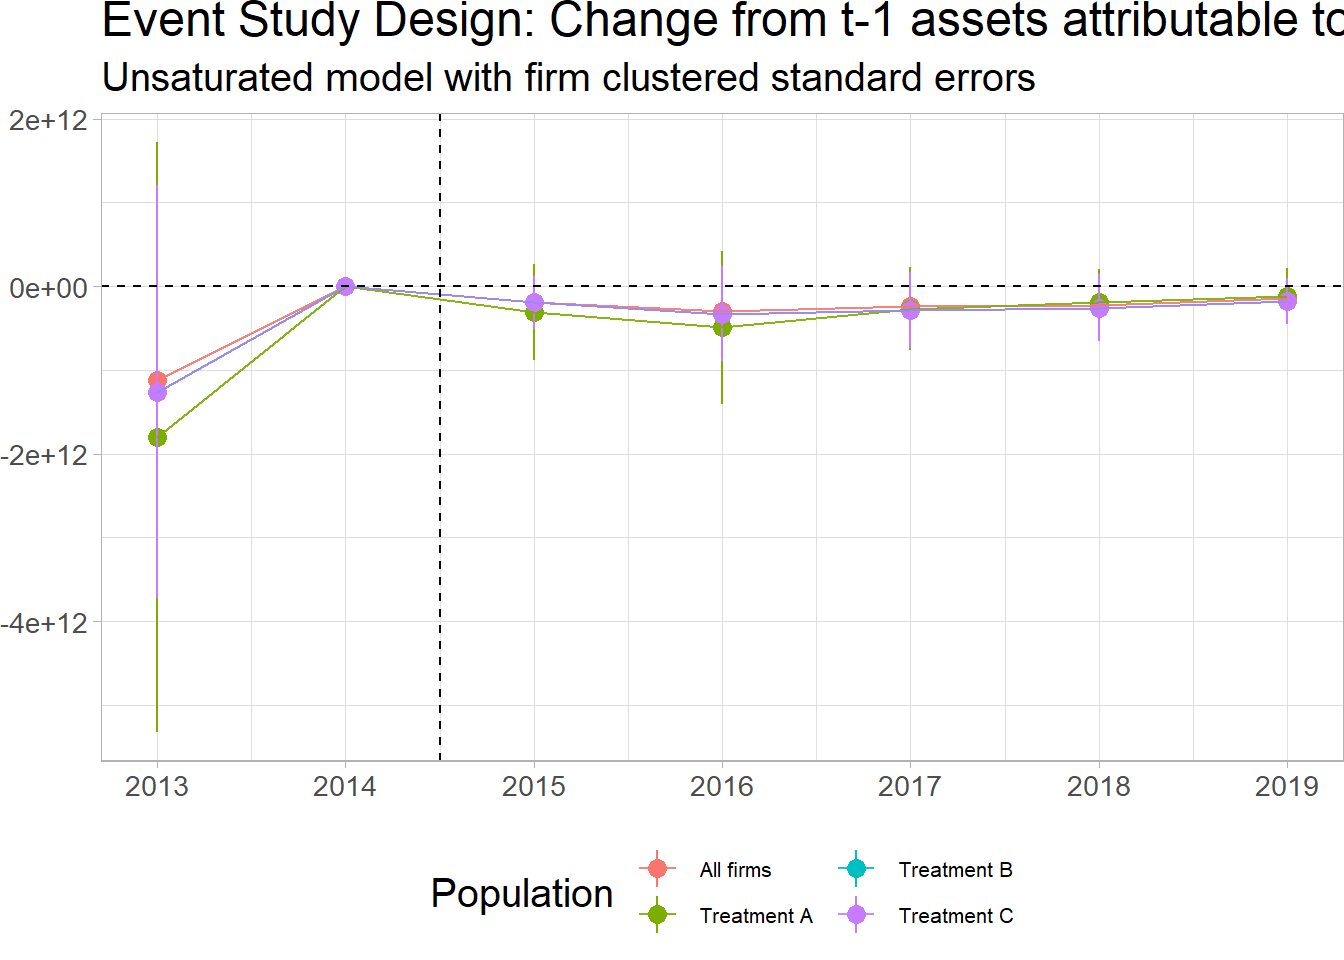 Event Study Design: Change from t-1 assets attributable to
Unsaturated model with firm clustered standard errors
2e+12
0e+00
-2e+12
-4e+12
2013 2014 2015 2016 2017 2018 2019
Population
All firms
Treatment B
Treatment A
Treatment C